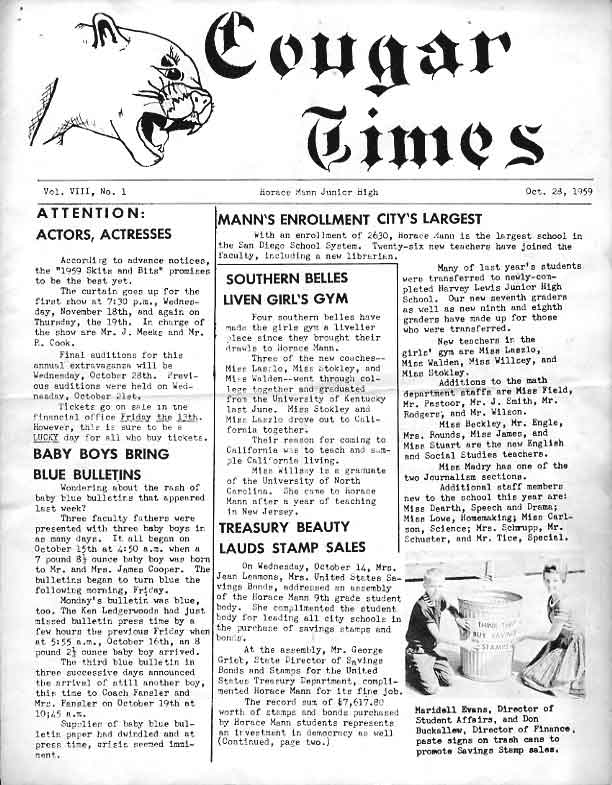 Cougar
Times
Vol. VIII, No. 1 Horace Mann Junior High Oct. 28, 1959
ATTENTION:
ACTORS, ACTRESSES
According to advance notices,
the "1959 Skits and Bits" promises
to be the best yet.
The curtain goes up for the
first show at 7:30 p.m., Wednes-
day, November 18th, and again on
Thursday, the 19th. In charge of
the show are Mr. J. Meeks and Mr.
R. Cook.
Final auditions for this
annual extravaganza will be
Wednesday, October 28th. Previ-
ous auditions were held on Wed-
nesday, October 21st.
Tickets go on sale in the
financial office Friday the 13th.
However, this is sure to be a
LUCKY day for all who buy tickets.
BABY BOYS BRING
BLUE BULLETINS
Wondering about the rash of
baby blue bulletins that appeared
last week?
Three faculty fathers were
presented with three baby boys in
as many days. It all began on
October 15th at 4:50 a.m. when a
7 pound 8½ ounce baby boy was born
to Mr. and Mrs. James Cooper. The
bulletins began to turn blue the
following morning, Friday.
Monday's bulletin was blue,
too. The Ken Ledgerwoods had just
missed bulletin press time by a
few hours the previous Friday when
at 5:55 a.m., October 16th, an 8
pound 2½ ounce baby boy arrived.
The third blue bulletin in
three successive days announced
the arrival of still another boy,
this time to Coach Fansler and
Mrs. Fansler on October 19th at
10:45 a.m.
Supplies of baby blue bul-
letin paper had dwindled and at
press time, crisis seemed immi-
nent.
MANN'S ENROLLMENT CITY'S LARGEST
With an enrollment of 2630, Horace Mann is the largest school in
the San Diego School System. Twenty-six new teachers have joined the
faculty, including a new librarian.
SOUTHERN BELLES
LIVEN GIRL'S GYM
Four southern belles have
made the girls gym a livelier
place since they brought their
drawls to Horace Mann.
Three of the new coaches--
Miss Laszlo, Miss Stokley, and
Miss Walden--went through col-
lege together and graduated
from the University of Kentucky
last June. Miss Stokley and
Miss Laszlo drove out to Cali-
fornia together.
Their reason for coming to
California was to teach and sam-
ple California living.
Miss Willsey is a graduate
of the University of North
Carolina. She came to Horace
Mann after a year of teaching
in New Jersey.
TREASURY BEAUTY
LAUDS STAMP SALES
On Wednesday, October 14, Mrs.
Jean Lemmons, Mrs. United States Sa-
vings Bonds, addressed an assembly
of the Horace Mann 9th grade student
body. She complimented the student
body for leading all city schools in
the purchase of savings stamps and
bonds.
At the assembly, Mr. George
Griek, State Director of Savings
Bonds and Stamps for the United
States Treasury Department, compli-
mented Horace Mann for its fine job.
The record sum of $7,617.80
worth of stamps and bonds purchased
by Horace Mann students represents
an investment in democracy as well
(Continued, page two.)
Many of last year's students
were transferred to newly-com-
pleted Harvey Lewis Junior High
School. Our new seventh graders
as well as new ninth and eighth
graders have made up for those
who were transferred.
New teachers in the
girls' gym are Miss Laszlo,
Miss Walden, Miss Willsey, and
Miss Stokley.
Additions to the math
department staffs are Miss Field,
Mr. Pastoor, Mr. J. Smith, Mr.
Rodgers, and Mr. Wilson.
Miss Beckley, Mr. Engle,
Mrs. Rounds, Miss James, and
Miss Stuart are the new English
and Social Studies teachers.
Miss Madry has one of the
two Journalism sections.
Additional staff members
new to the school this year are:
Miss Dearth, Speech and Drama;
Miss Lowe, Homemaking; Miss Carl-
son, Science; Mrs. Schrupp, Mr.
Schuster, and Mr. Tice, Special.
THINK THEN
BUY SAVINGS
STAMPS
Maridell Evans, Director of
Student Affairs, and Don
Buckallew, Director of Finance,
paste signs on trash cans to
promote Savings Stamp sales.